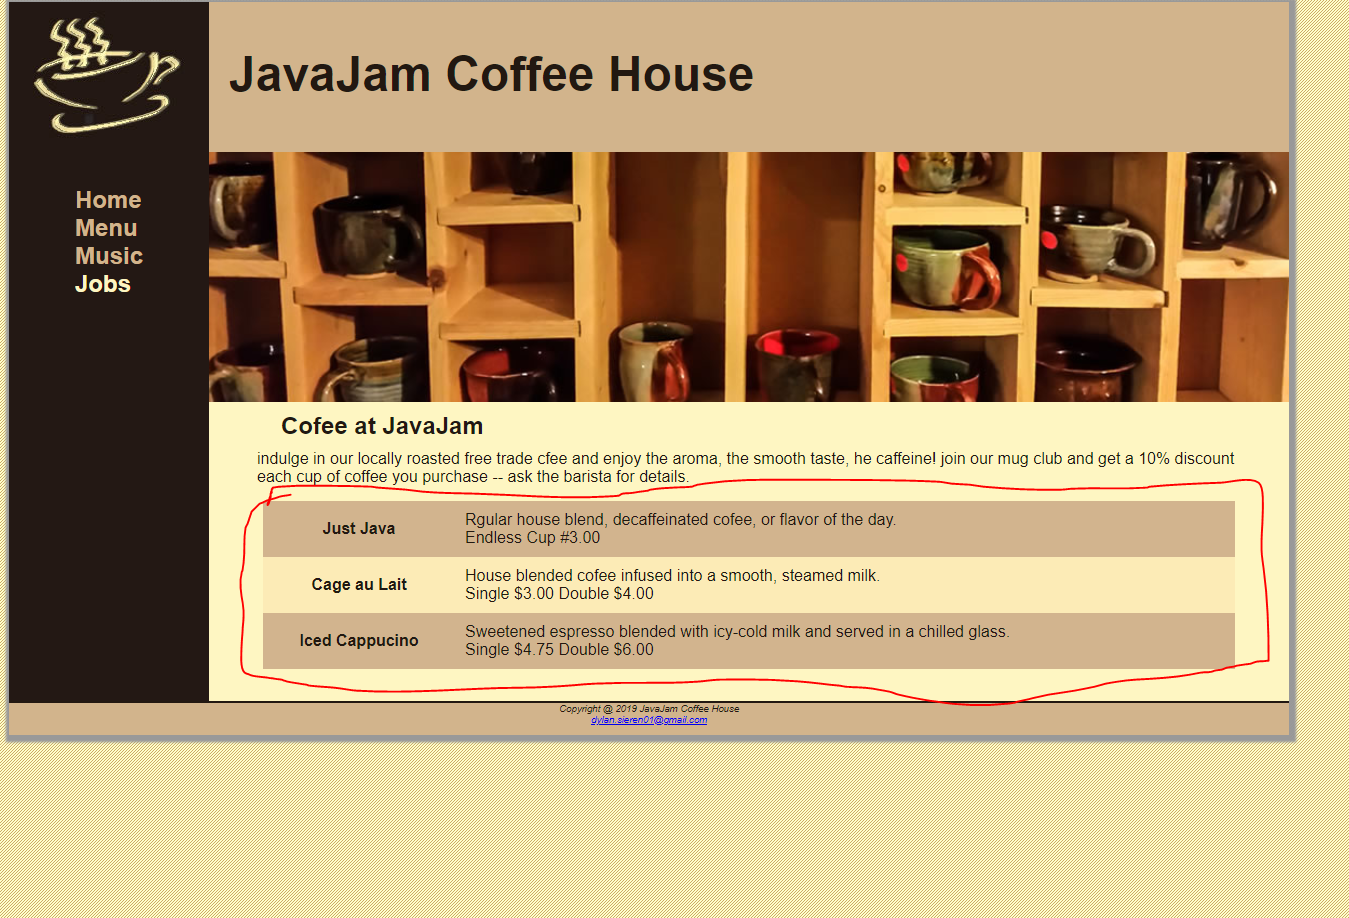 JavaJam Coffee House
Home
Menu
Music
Jobs
Cofee at JavaJam
indulge in our locally roasted free trade cfee and enjoy the aroma, the smooth taste, he caffeine! join our mug club and get a 10% discount
each cup of coffee you purchase -- ask the barista for details.
Just Java
Rgular house blend, decaffeinated cofee, or flavor of the day.
Endless Cup #3.00
Cage au Lait
House blended cofee infused into a smooth, steamed milk.
Single $3.00 Double $4.00
Iced Cappucino
Sweetened espresso blended with icy-cold milk and served in a chilled glass.
Single $4.75 Double $6.00
Copyright @ 2019 JavaJam Coffee House
dylan.sieren01@gmail.com